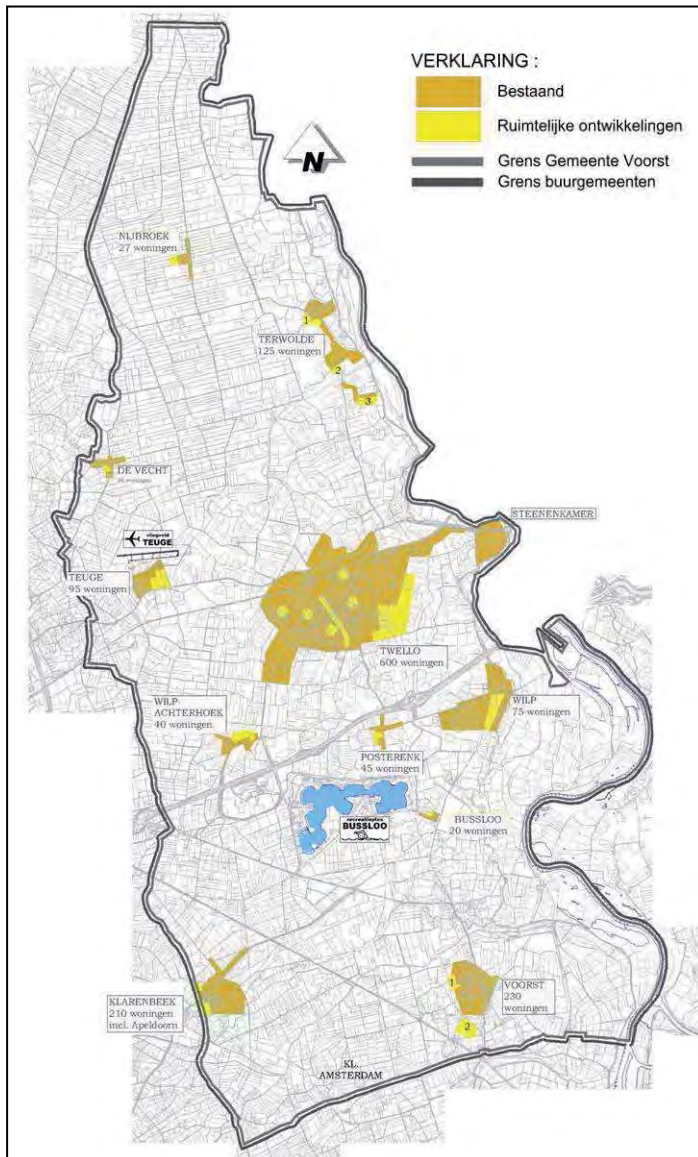 VERKLARING :
Bestaand
Ruimtelijke ontwikkelingen
Grens Gemeente Voorst
Grens buurgemeenten
N
NIJBROEK
27 woningen
1
TERWOLDE
125 woningen
2
3
DE VECHT
woningen
STEENENKAMER
vliegveld
TEUGE
TEUGE
95 woningen
TWELLO
600 woningen
WILP
75 woningen
WILP
ACHTERHOEK
40 woningen
POSTERENK
45 woningen
recreatieplas
BUSSLOO
BUSSLOO
20 woningen
KLARENBEEK
210 woningen
incl. Apeldoorn
1
VOORST
230
woningen
2
KL.
AMSTERDAM